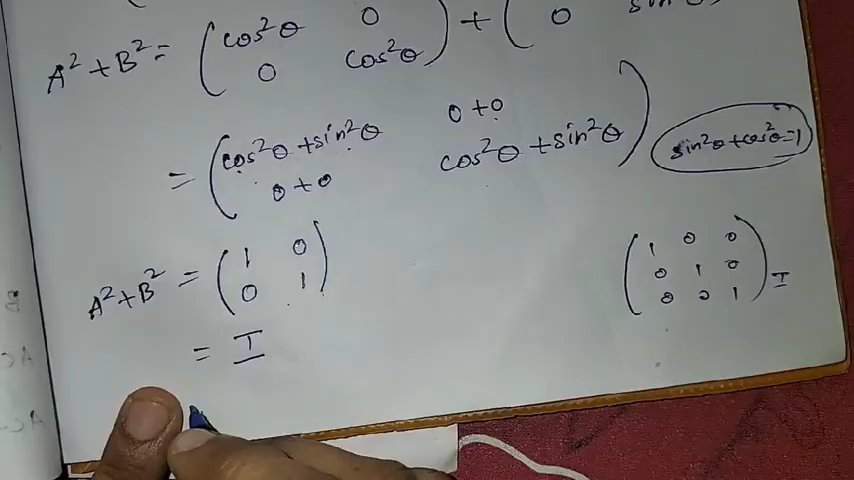 A²+B² = (cos²θ 0 ) + ( 0 sin
0 cos²θ
= (cos²θ+sin²θ 0+0
0+0 cos²θ+sin²θ) sin²θ+cos²θ=1
A²+B² = (1 0
0 1)
(1 0 0
0 1 0
0 0 1) I
= I